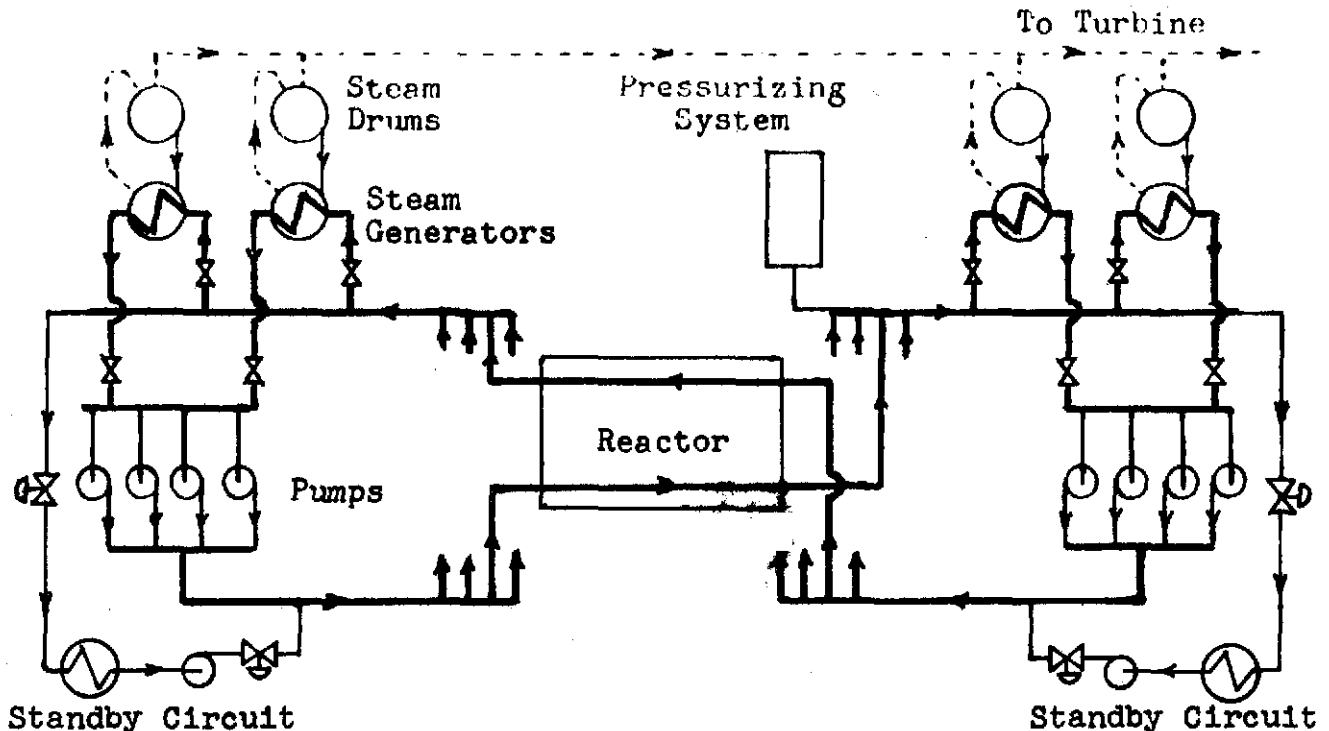 To Turbine
Steam
Drums
Pressurizing
System
Steam
Generators
Reactor
Pumps
Standby Circuit
Standby Circuit